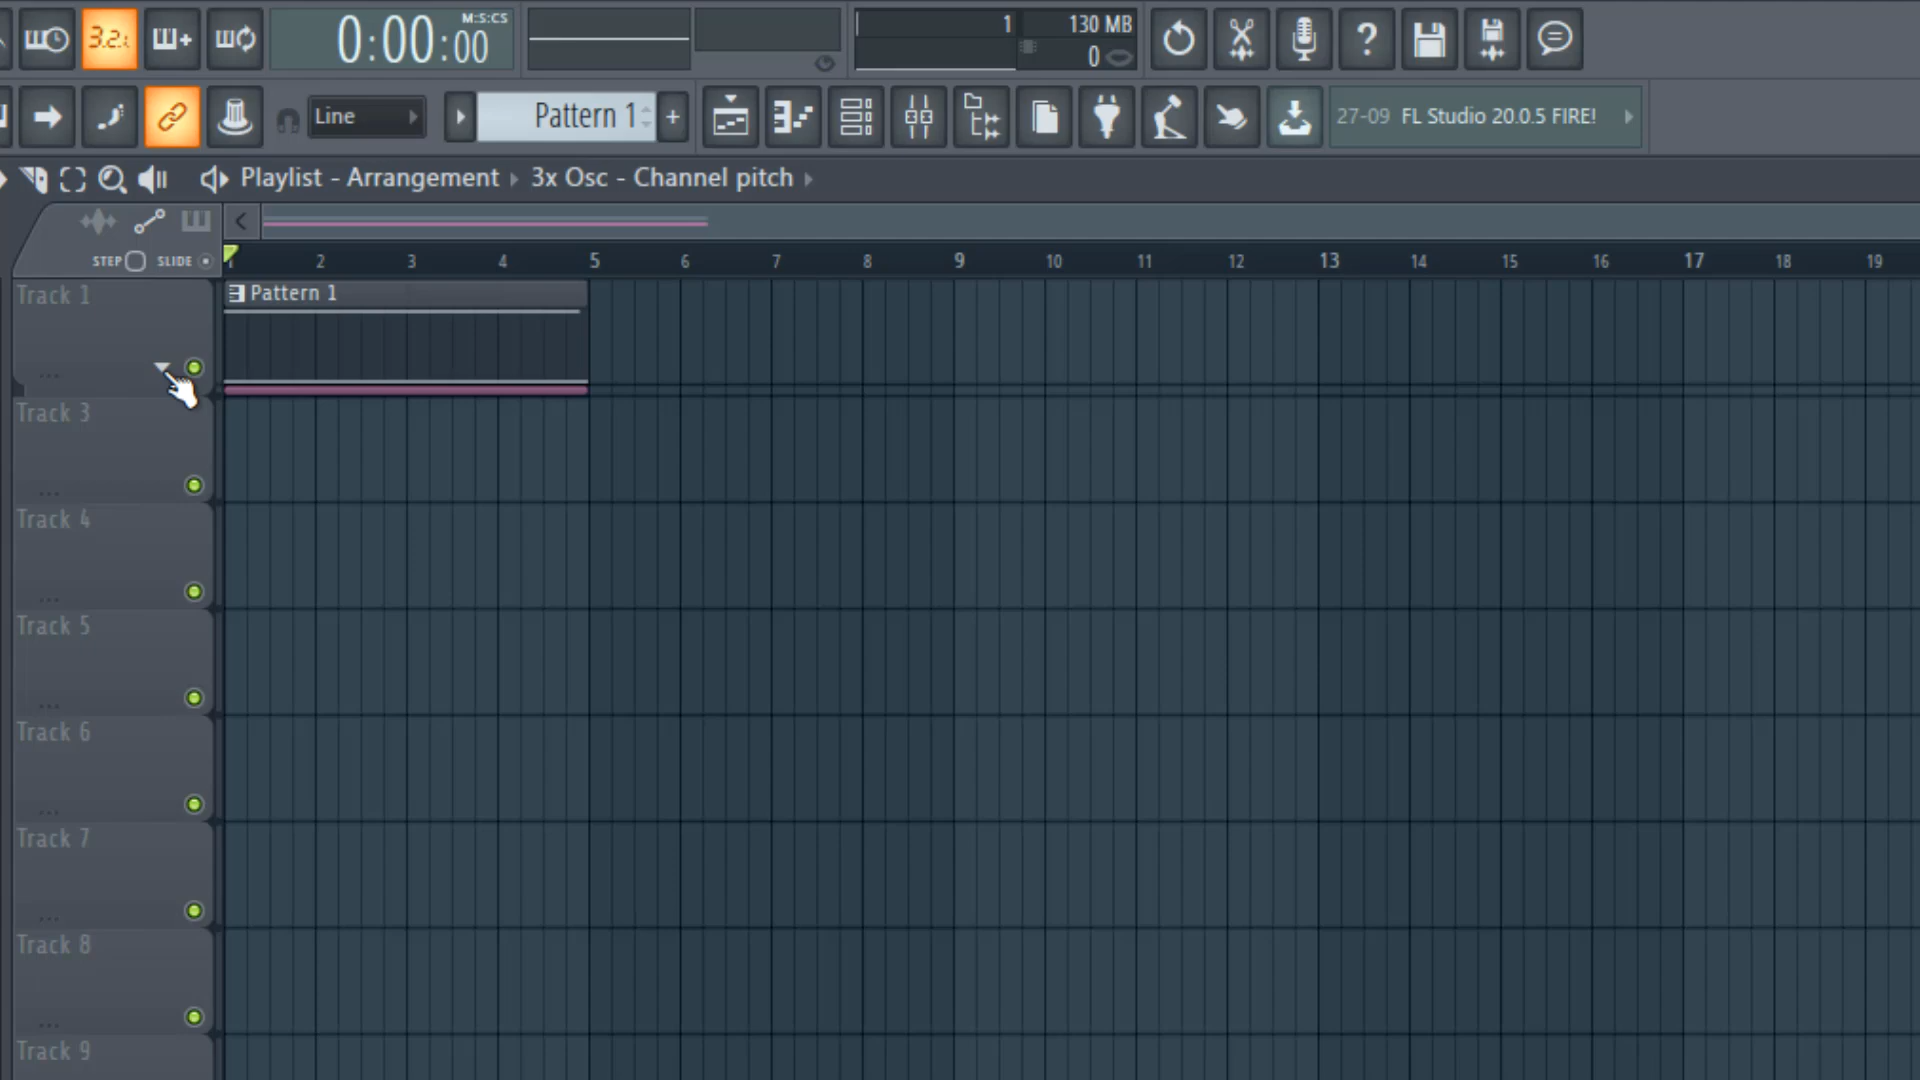 3.2.
0:00:00 M:S:CS
1 130 MB
0
Line
Pattern 1
+
27-09 FL Studio 20.0.5 FIRE!
Playlist - Arrangement 3x Osc - Channel pitch
STEP SLIDE
1 2 3 4 5 6 7 8 9 10 11 12 13 14 15 16 17 18 19
Track 1
Pattern 1
...
Track 3
...
Track 4
...
Track 5
...
Track 6
...
Track 7
...
Track 8
...
Track 9